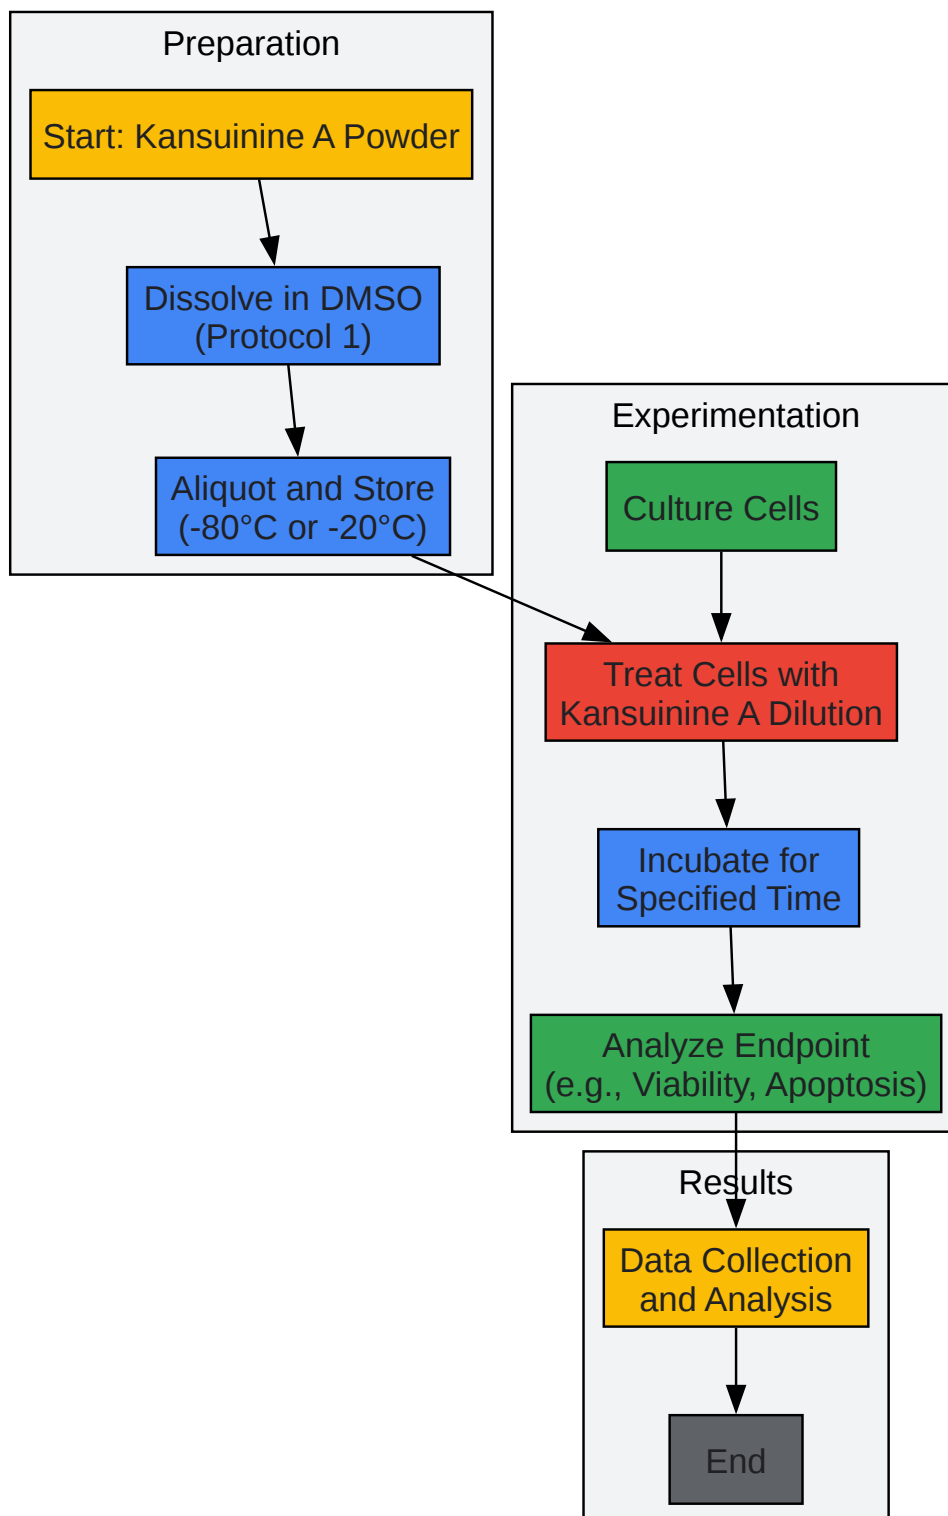 Preparation
Start: Kansuinine A Powder
Dissolve in DMSO
(Protocol 1)
Aliquot and Store
(-80°C or -20°C)
Experimentation
Culture Cells
Treat Cells with
Kansuinine A Dilution
Incubate for
Specified Time
Analyze Endpoint
(e.g., Viability, Apoptosis)
Results
Data Collection
and Analysis
End